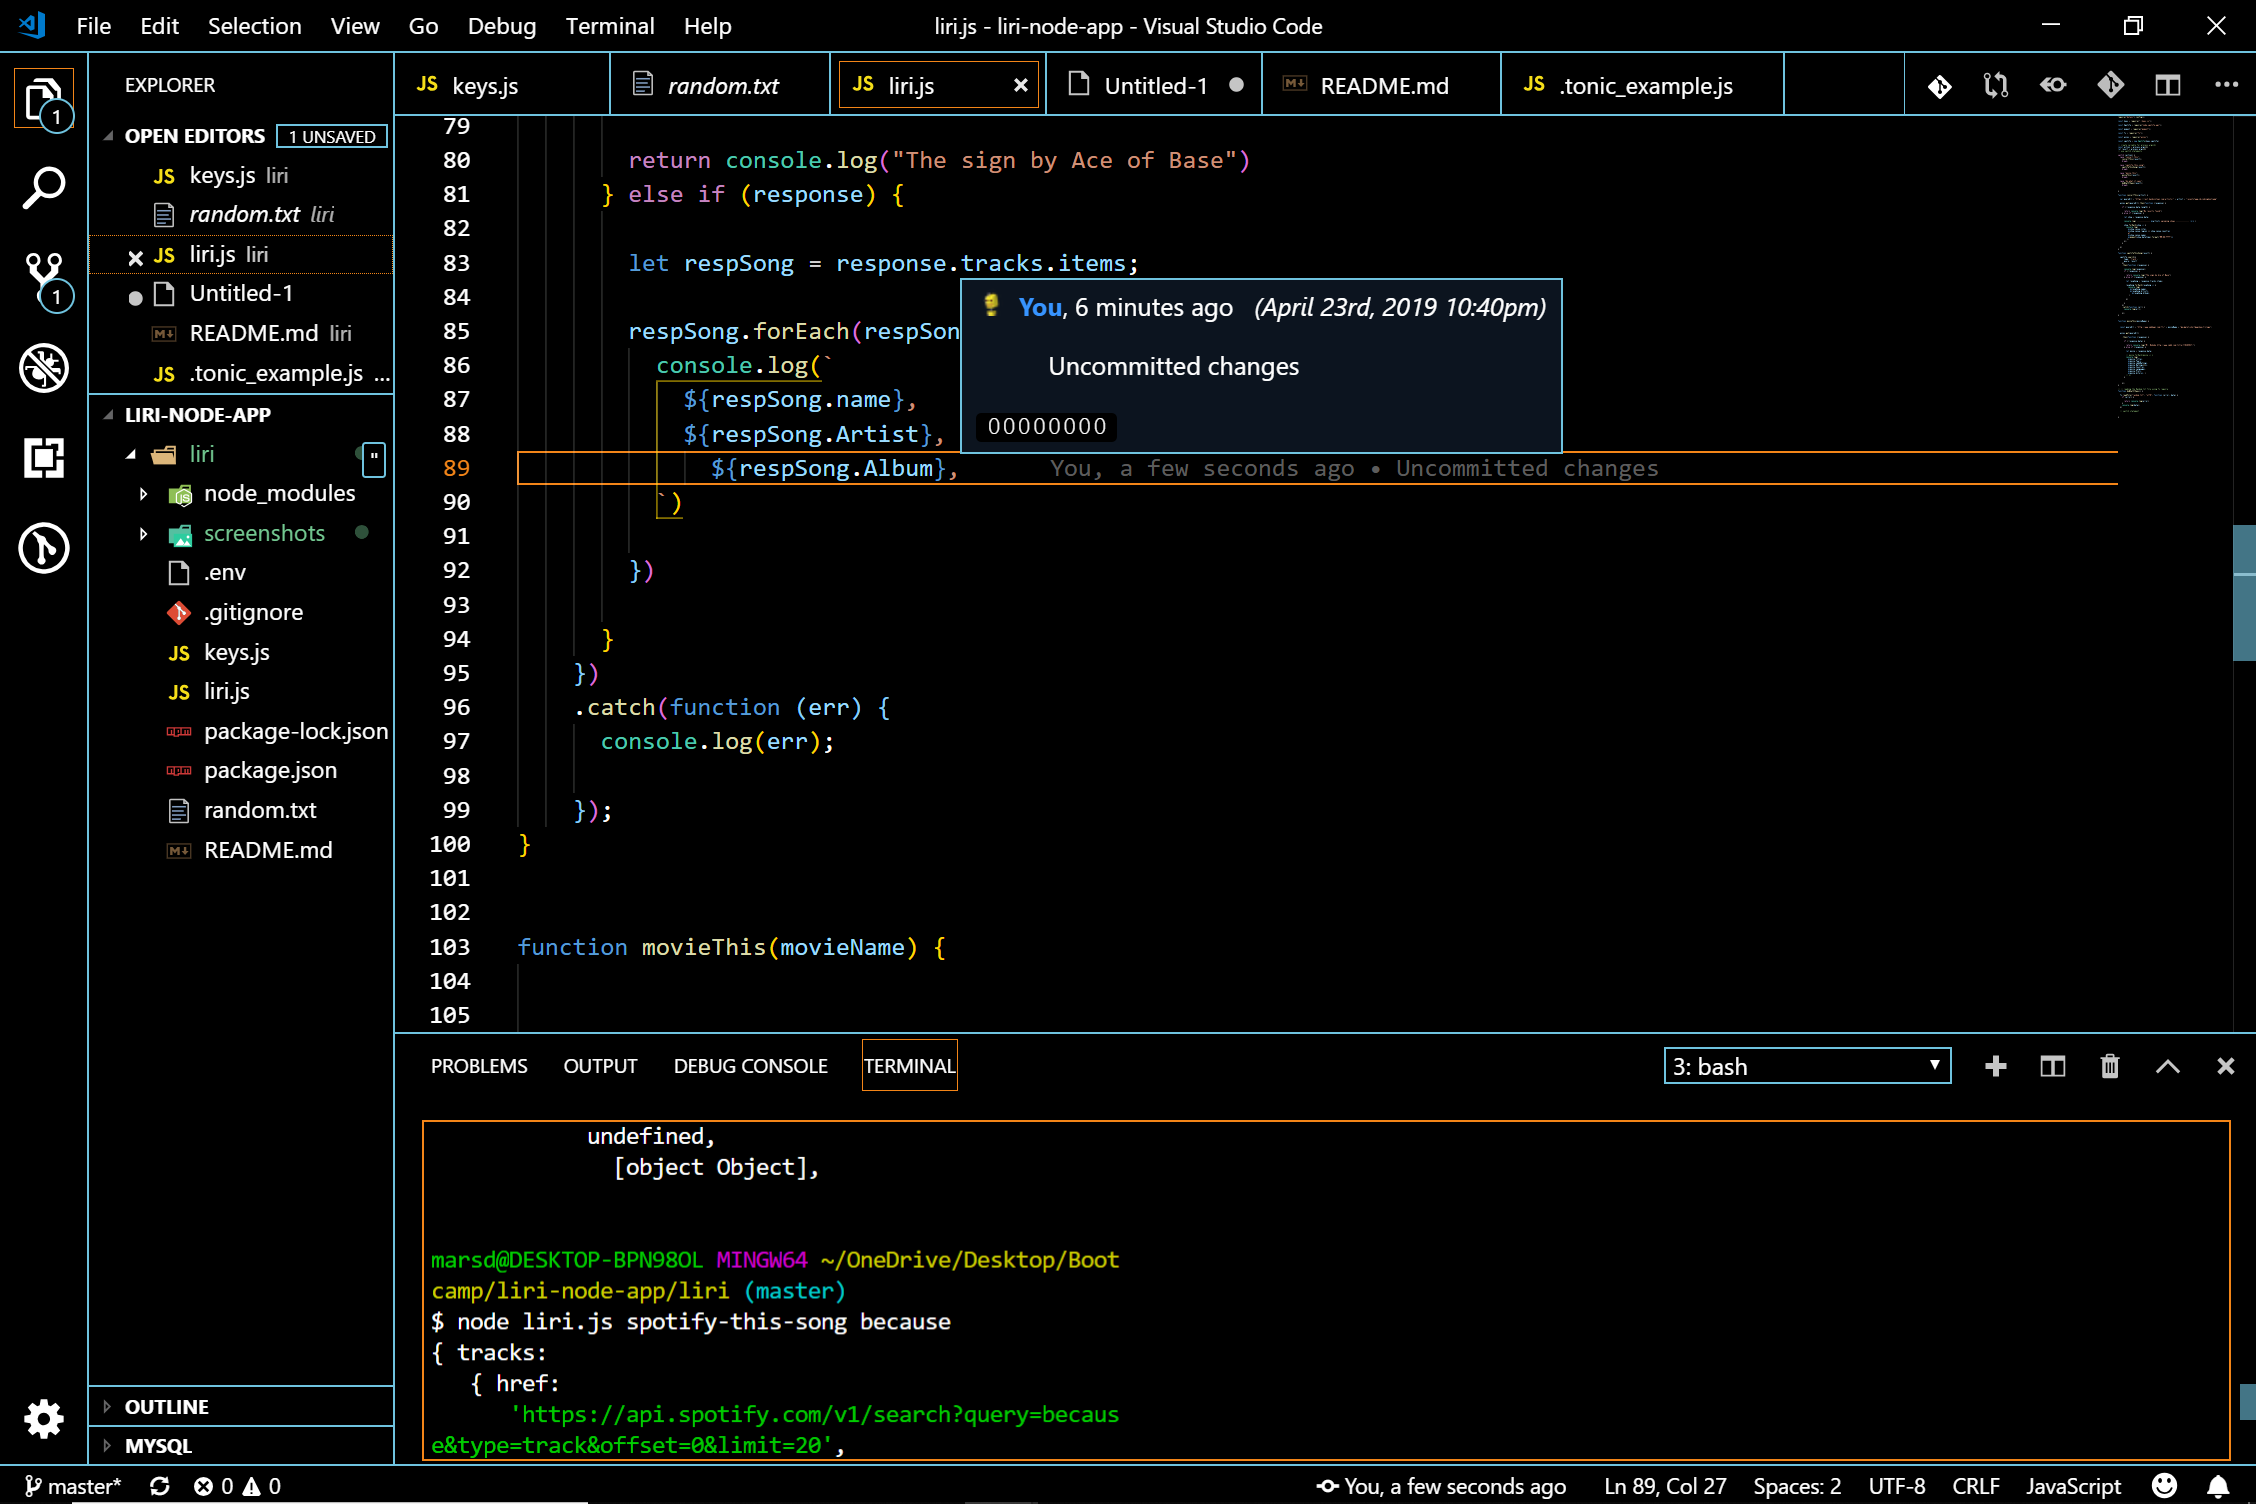 File Edit Selection View Go Debug Terminal Help
liri.js - liri-node-app - Visual Studio Code
EXPLORER
OPEN EDITORS 1 UNSAVED
JS keys.js liri
random.txt liri
JS liri.js liri
Untitled-1
README.md liri
JS .tonic_example.js ...
LIRI-NODE-APP
liri "
node_modules
screenshots
.env
.gitignore
JS keys.js
JS liri.js
package-lock.json
package.json
random.txt
README.md
OUTLINE
MYSQL
1
1
JS keys.js
random.txt
JS liri.js
Untitled-1
README.md
JS .tonic_example.js
79
80 return console.log("The sign by Ace of Base")
81 } else if (response) {
82
83 let respSong = response.tracks.items;
84
85 respSong.forEach(respSon
86 console.log(`
87 ${respSong.name},
88 ${respSong.Artist},
89 ${respSong.Album}, You, a few seconds ago • Uncommitted changes
90 `)
91
92 })
93
94 }
95 })
96 .catch(function (err) {
97 console.log(err);
98
99 });
100 }
101
102
103 function movieThis(movieName) {
104
105
You, 6 minutes ago (April 23rd, 2019 10:40pm)
Uncommitted changes
00000000
PROBLEMS OUTPUT DEBUG CONSOLE TERMINAL
3: bash
undefined,
[object Object],
marsd@DESKTOP-BPN98OL MINGW64 ~/OneDrive/Desktop/Boot
camp/liri-node-app/liri (master)
$ node liri.js spotify-this-song because
{ tracks:
{ href:
'https://api.spotify.com/v1/search?query=becaus
e&type=track&offset=0&limit=20',
master* 0 0
You, a few seconds ago Ln 89, Col 27 Spaces: 2 UTF-8 CRLF JavaScript